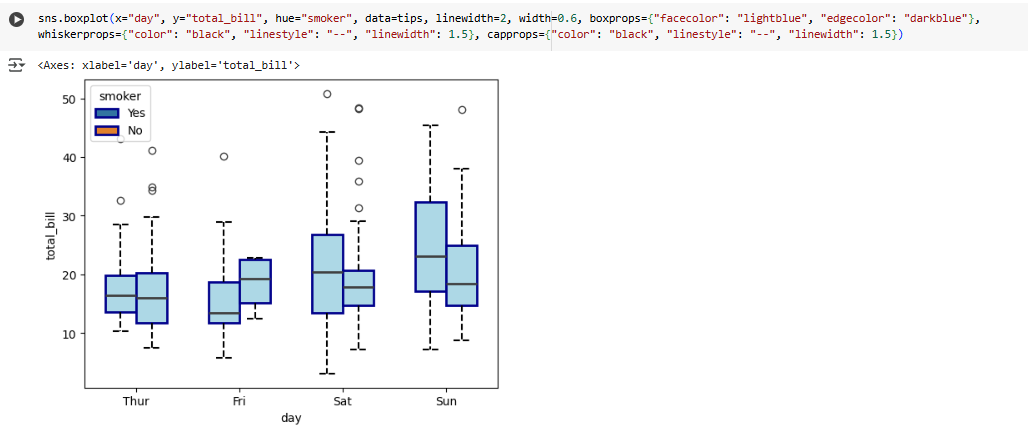 sns.boxplot(x="day", y="total_bill", hue="smoker", data=tips, linewidth=2, width=0.6, boxprops={"facecolor": "lightblue", "edgecolor": "darkblue"},
whiskerprops={"color": "black", "linestyle": "--", "linewidth": 1.5}, capprops={"color": "black", "linestyle": "--", "linewidth": 1.5})
<Axes: xlabel='day', ylabel='total_bill'>
smoker
Yes
No
50
40
30
20
10
total_bill
Thur Fri Sat Sun
day